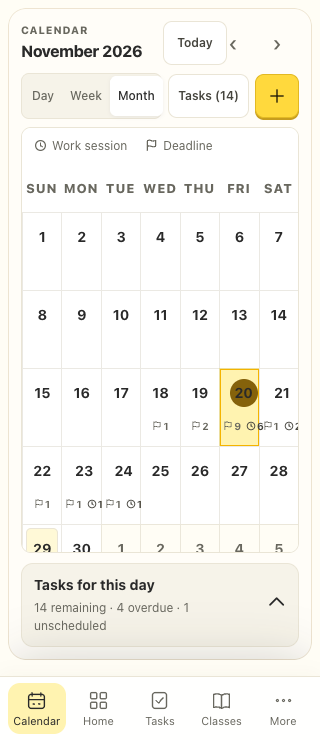 CALENDAR
November 2026
Today
Day Week Month Tasks (14)
Work session Deadline
SUN MON TUE WED THU FRI SAT
1 2 3 4 5 6 7
8 9 10 11 12 13 14
15 16 17 18 19 20 21
1 2 9 6 1 2
22 23 24 25 26 27 28
1 1 1 1 1
29 30 1 2 3 4 5
Tasks for this day
14 remaining · 4 overdue · 1
unscheduled
Calendar Home Tasks Classes More